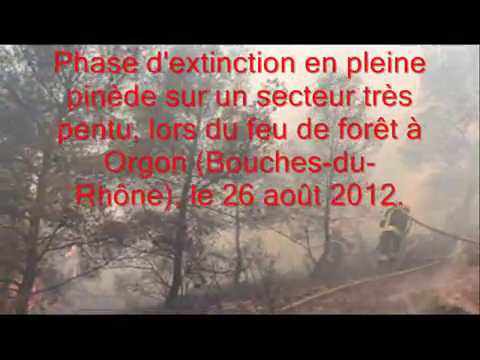 Phase d'extinction en pleine
pinède sur un secteur très
pentu, lors du feu de forêt à
Orgon (Bouches-du-
Rhône), le 26 août 2012.